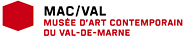 MAC/VAL
MUSÉE D'ART CONTEMPORAIN
DU VAL-DE-MARNE